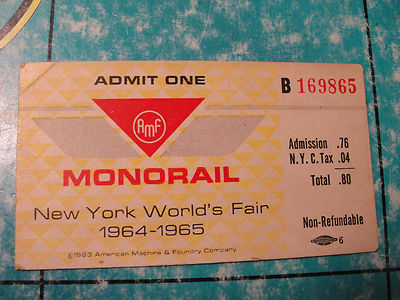 ADMIT ONE
B 169865
AMF
MONORAIL
New York World's Fair
1964-1965
©1963 American Machine & Foundry Company
Admission .76
N.Y.C. Tax .04
Total .80
Non-Refundable
6